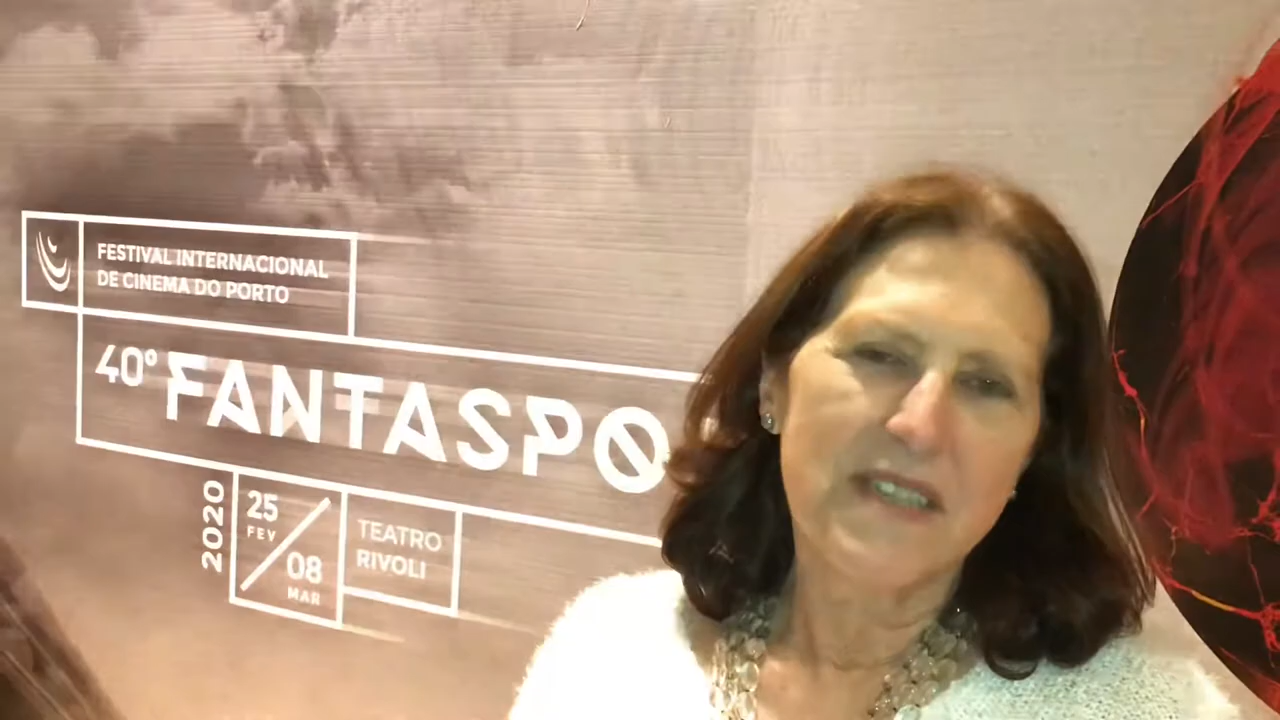 FESTIVAL INTERNACIONAL
DE CINEMA DO PORTO
40º FANTASPO
2020
25
FEV
08
MAR
TEATRO
RIVOLI